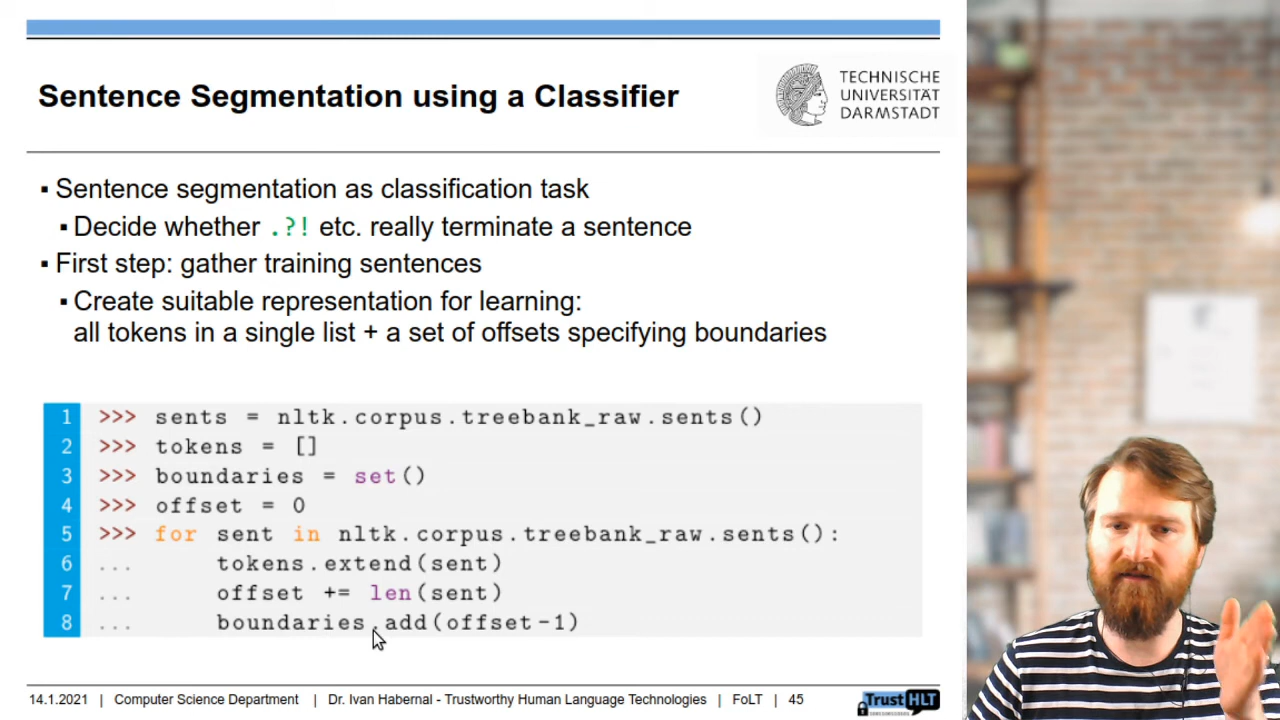 Sentence Segmentation using a Classifier
TECHNISCHE
UNIVERSITÄT
DARMSTADT
▪ Sentence segmentation as classification task
▪ Decide whether .?! etc. really terminate a sentence
▪ First step: gather training sentences
▪ Create suitable representation for learning:
all tokens in a single list + a set of offsets specifying boundaries
1 >>> sents = nltk.corpus.treebank_raw.sents()
2 >>> tokens = []
3 >>> boundaries = set()
4 >>> offset = 0
5 >>> for sent in nltk.corpus.treebank_raw.sents():
6 ... tokens.extend(sent)
7 ... offset += len(sent)
8 ... boundaries.add(offset-1)
14.1.2021 | Computer Science Department | Dr. Ivan Habernal - Trustworthy Human Language Technologies | FoLT | 45
Trust HLT